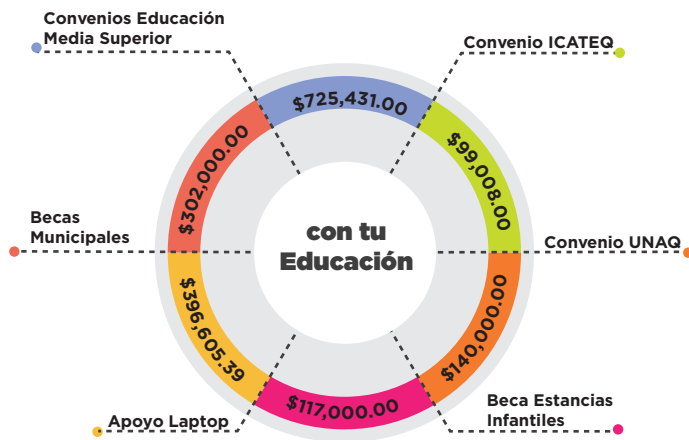 Convenios Educación
Media Superior
Convenio ICATEQ
$725,431.00
$302,000.00
$99,008.00
Becas
Municipales
con tu
Educación
Convenio UNAQ
$396,605.39
$140,000.00
$117,000.00
Apoyo Laptop
Beca Estancias
Infantiles